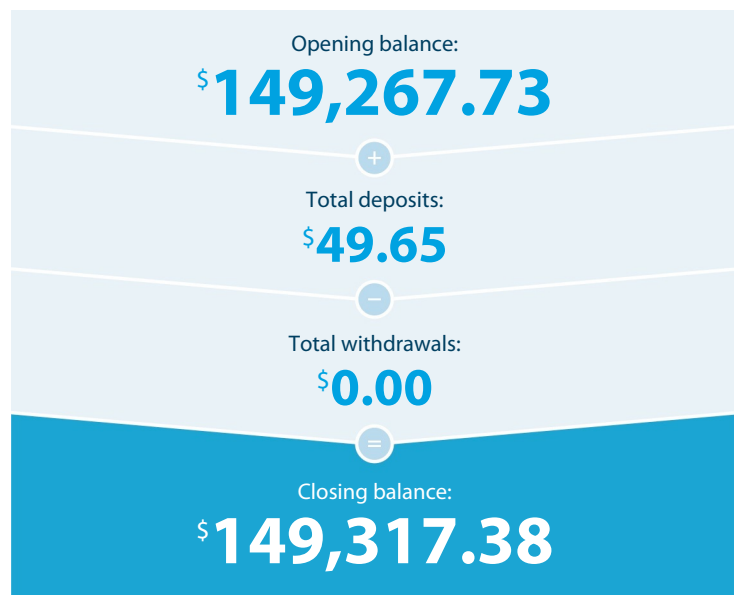 Opening balance:
$149,267.73
+
Total deposits:
$49.65
−
Total withdrawals:
$0.00
=
Closing balance:
$149,317.38